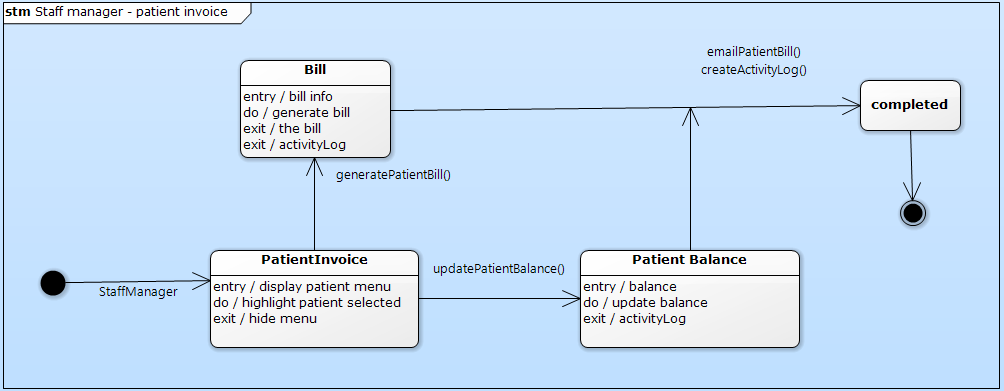 stm Staff manager - patient invoice
emailPatientBill()
createActivityLog()
Bill
entry / bill info
do / generate bill
exit / the bill
exit / activityLog
completed
generatePatientBill()
PatientInvoice
entry / display patient menu
do / highlight patient selected
exit / hide menu
StaffManager
updatePatientBalance()
Patient Balance
entry / balance
do / update balance
exit / activityLog